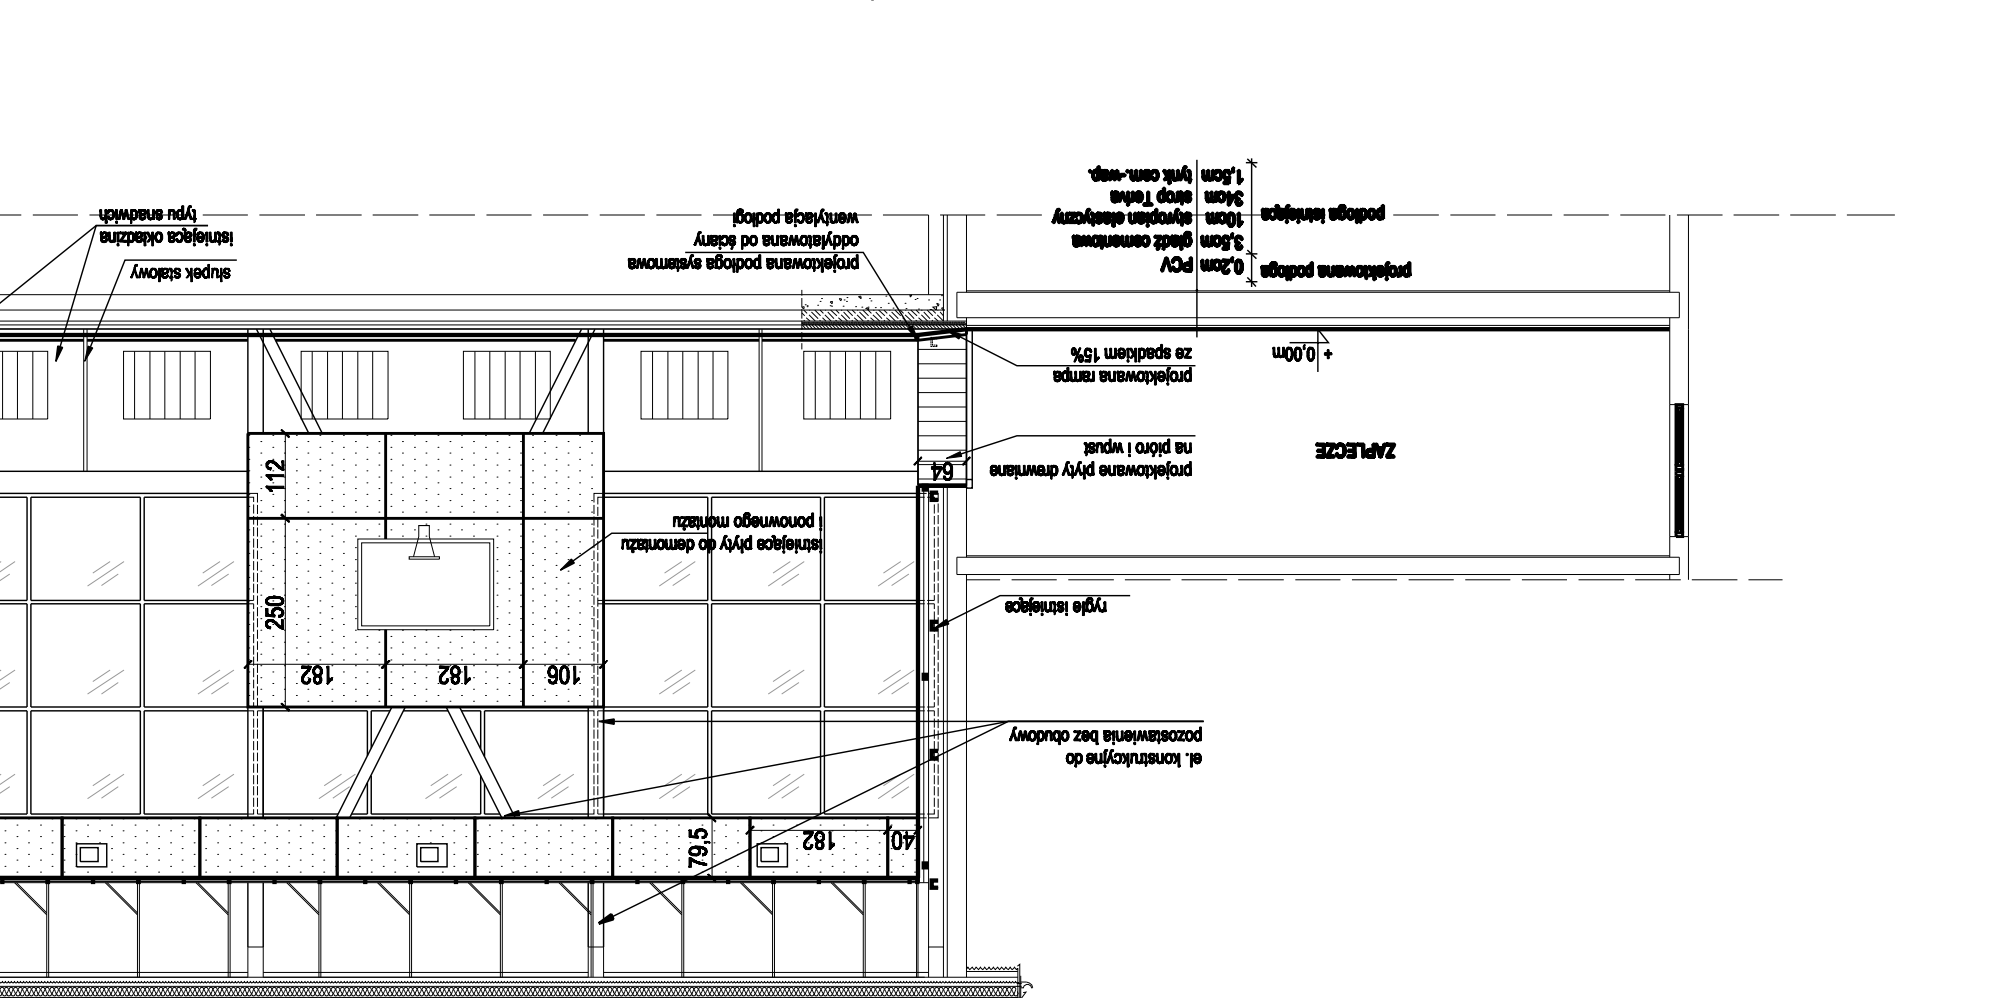 40
182
79,5
el. konstrukcyjne do
pozostawienia bez obudowy
106
182
182
rygle istniejące
250
istniejące płyty do demontażu
i ponownego montażu
112
projektowane płyty drewniane
na pióro i wpust
64
ZAPLECZE
projektowana rampa
ze spadkiem 15%
+ 0,00m
projektowana podłoga
0,2cm PCV
3,5cm gładź cementowa
10cm styropian elastyczny
34cm strop Teriva
1,5cm tynk cem.-wap.
podłoga istniejąca
projektowana podłoga systemowa
oddylatowana od ściany
wentylacja podłogi
słupek stalowy
istniejąca okładzina
typu snadwich